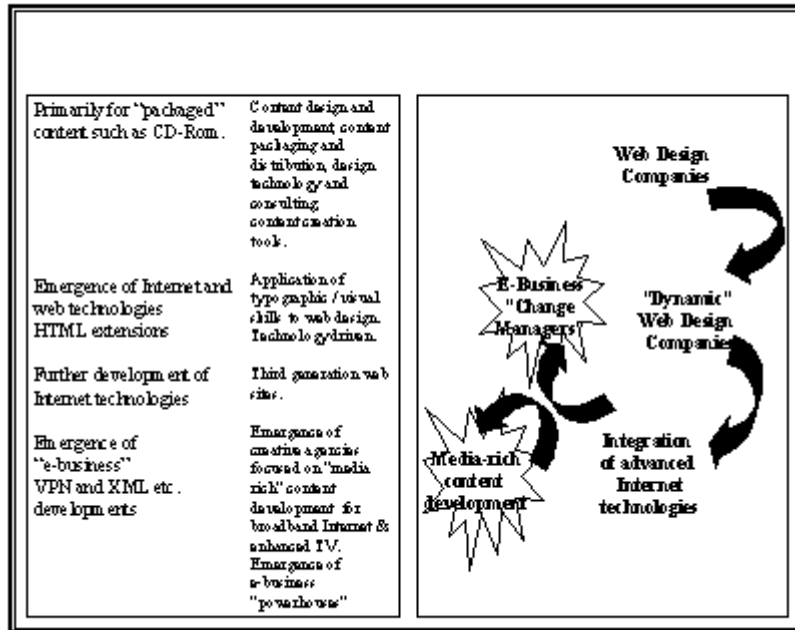 Primarily for "packaged"
content such as CD-Rom.
Content design and
development, content
packaging and
distribution, design
technology and
consulting,
content creation
tools.
Emergence of Internet and
web technologies
HTML extensions
Application of
typographic / visual
skills to web design.
Technology driven.
Further development of
Internet technologies
Third generation web
sites.
Emergence of
"e-business"
VPN and XML etc.
developments
Emergence of
creative agencies
focused on "media
rich" content
development for
broadband Internet &
enhanced TV.
Emergence of
e-business
"powerhouses"
Web Design
Companies
E-Business
"Change
Managers"
"Dynamic"
Web Design
Companies
Media-rich
content
development
Integration
of advanced
Internet
technologies